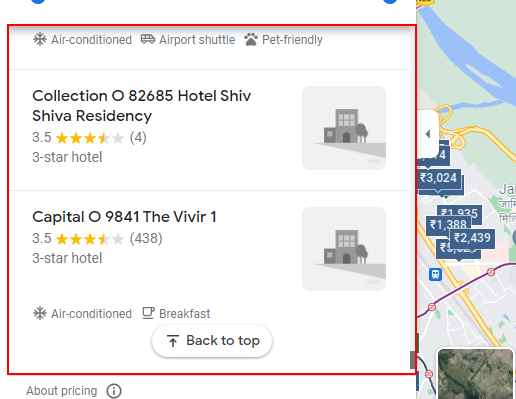 Air-conditioned Airport shuttle Pet-friendly
Collection O 82685 Hotel Shiv
Shiva Residency
3.5 (4)
3-star hotel
Capital O 9841 The Vivir 1
3.5 (438)
3-star hotel
Air-conditioned Breakfast
Back to top
About pricing
₹3,024
₹1,935
₹1,388
₹2,439
Jar